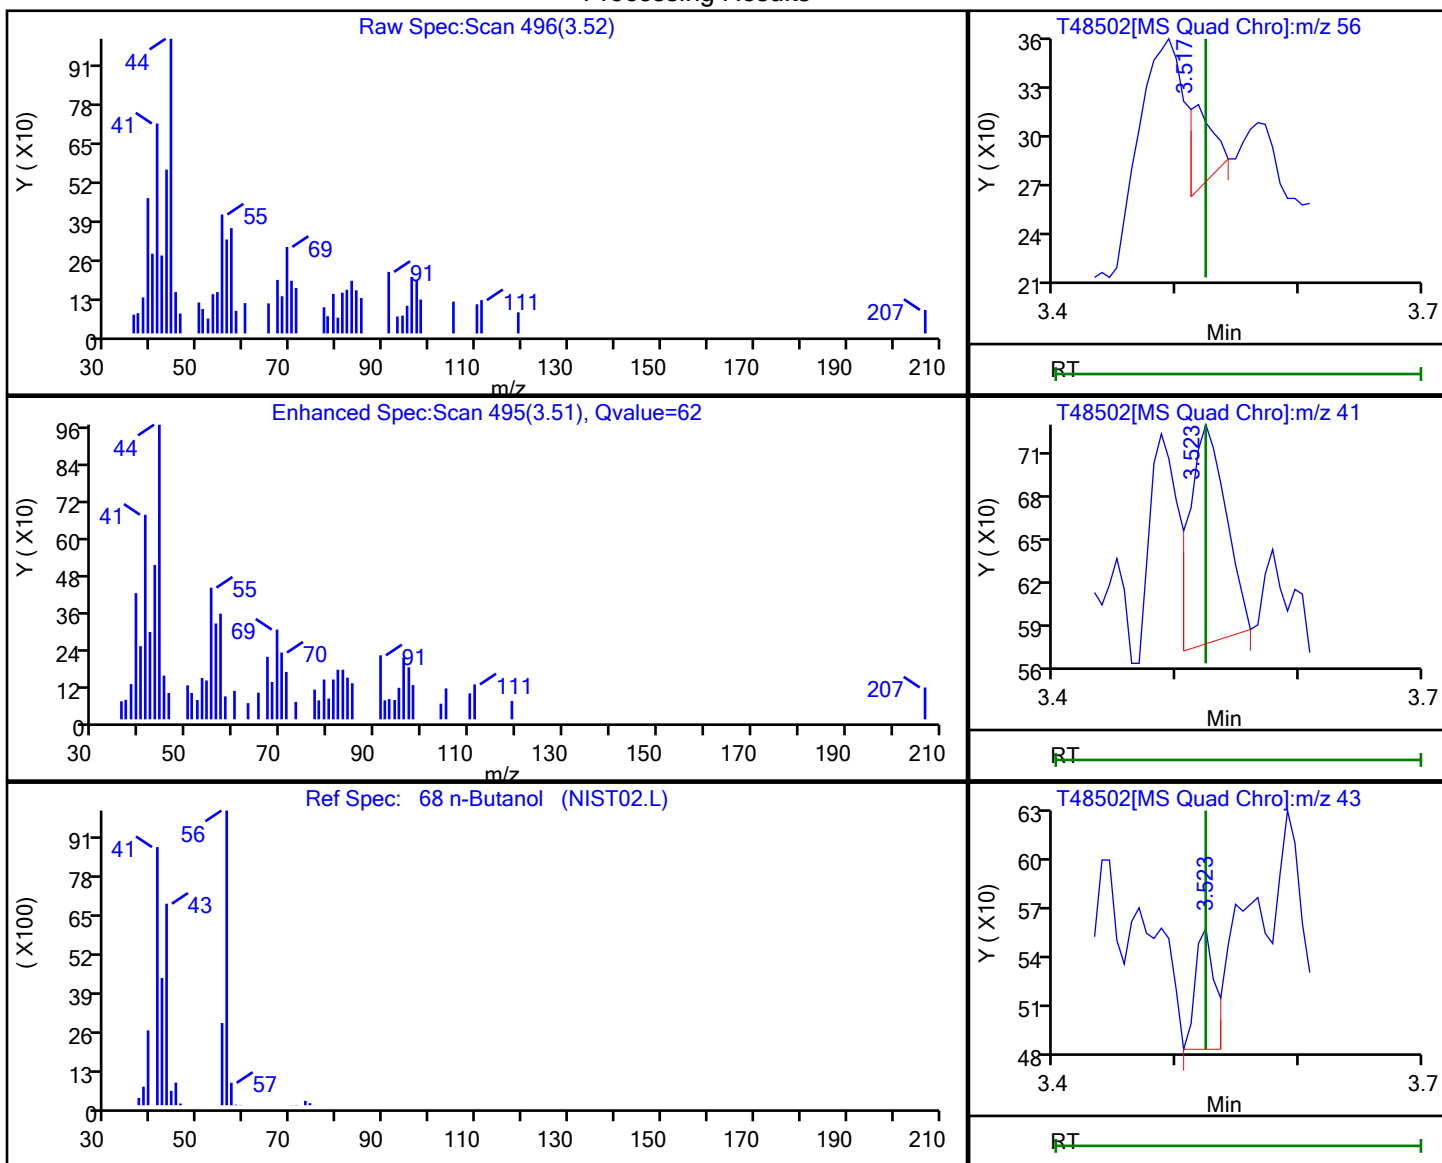 Processing Results
Raw Spec:Scan 496(3.52)
Y ( X10)
91
78
65
52
39
26
13
0
44
41
55
69
91
111
207
30 50 70 90 110 130 150 170 190 210
m/z
T48502[MS Quad Chro]:m/z 56
Y ( X10)
36
33
30
27
24
21
3.517
3.4 3.7
Min
RT
Enhanced Spec:Scan 495(3.51), Qvalue=62
Y ( X10)
96
84
72
60
48
36
24
12
0
44
41
55
69
70
91
111
207
30 50 70 90 110 130 150 170 190 210
m/z
T48502[MS Quad Chro]:m/z 41
Y ( X10)
71
68
65
62
59
56
3.523
3.4 3.7
Min
RT
Ref Spec: 68 n-Butanol (NIST02.L)
( X100)
91
78
65
52
39
26
13
0
56
41
43
57
30 50 70 90 110 130 150 170 190 210
T48502[MS Quad Chro]:m/z 43
Y ( X10)
63
60
57
54
51
48
3.523
3.4 3.7
Min
RT